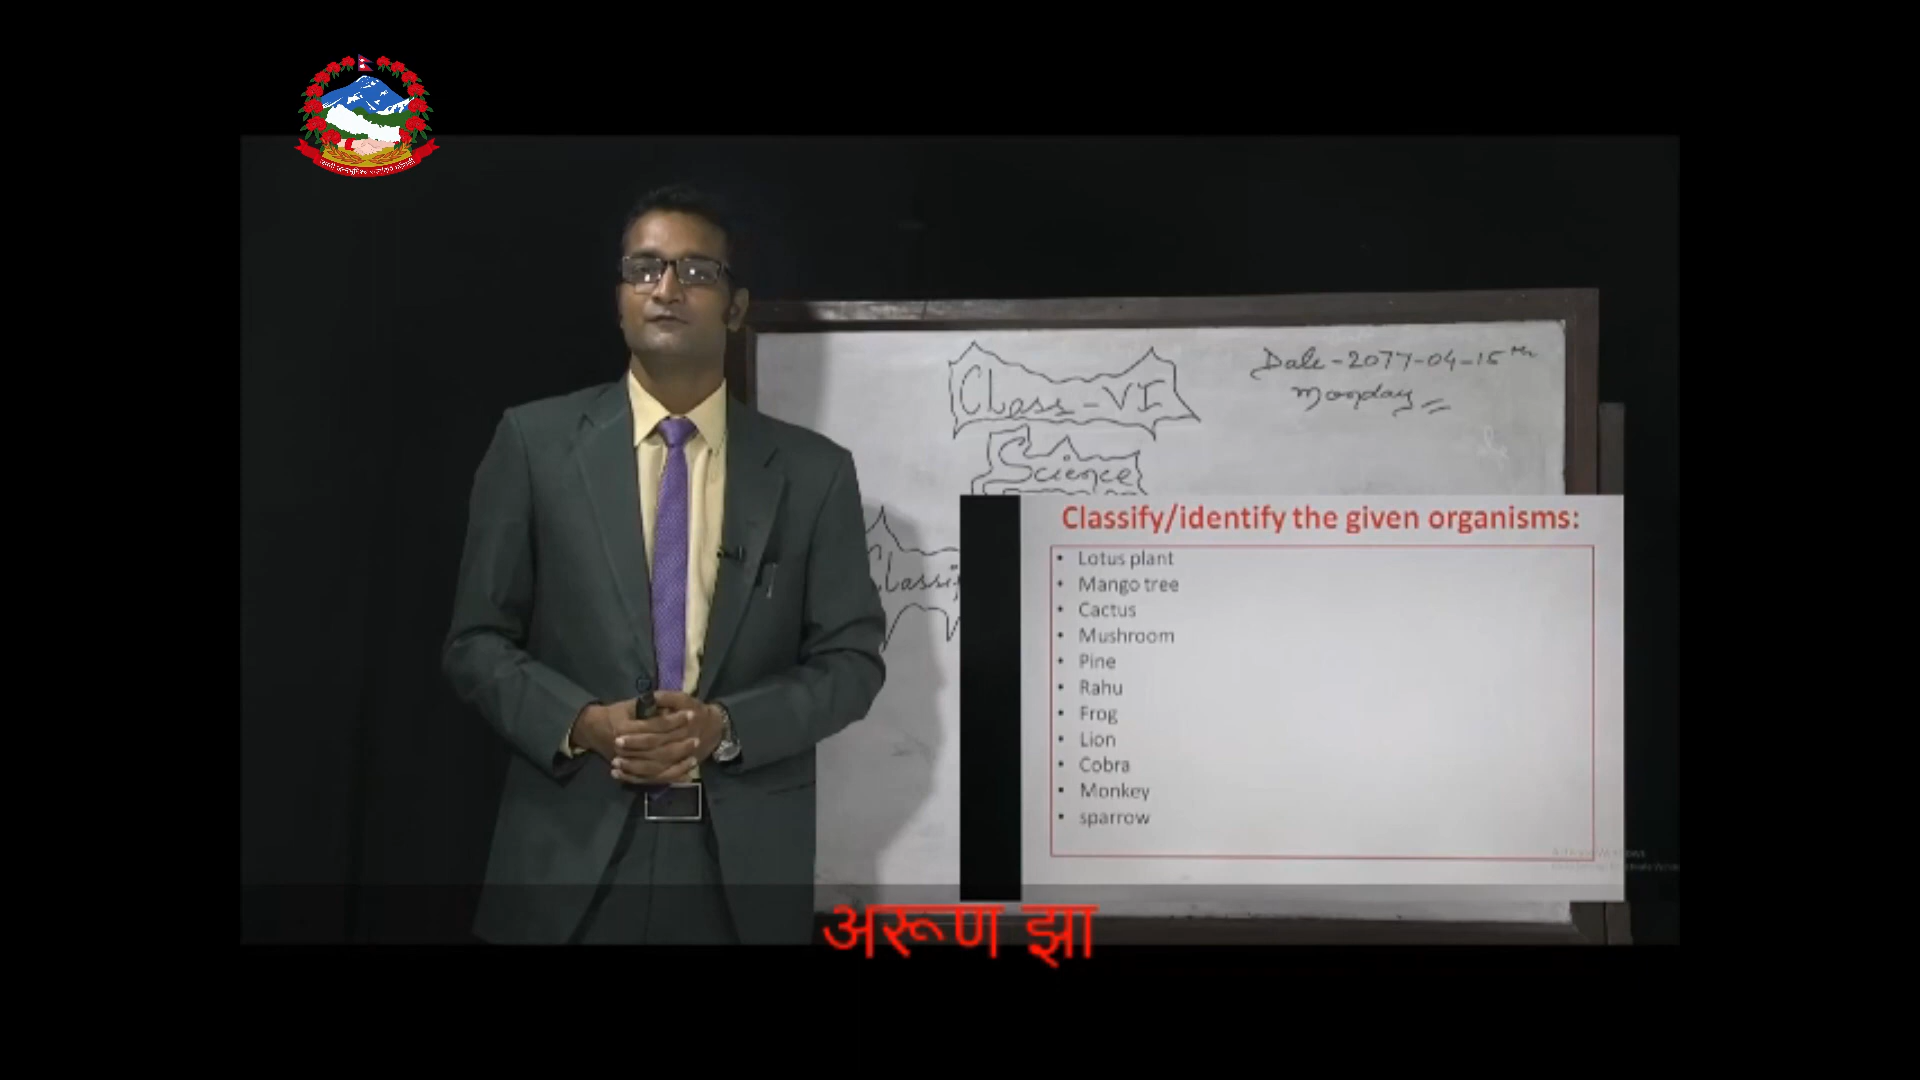 Class-VI
Date-2077-04-15th
Monday
Science
Classify/identify the given organisms:
• Lotus plant
• Mango tree
• Cactus
• Mushroom
• Pine
• Rahu
• Frog
• Lion
• Cobra
• Monkey
• sparrow
अरूण झा